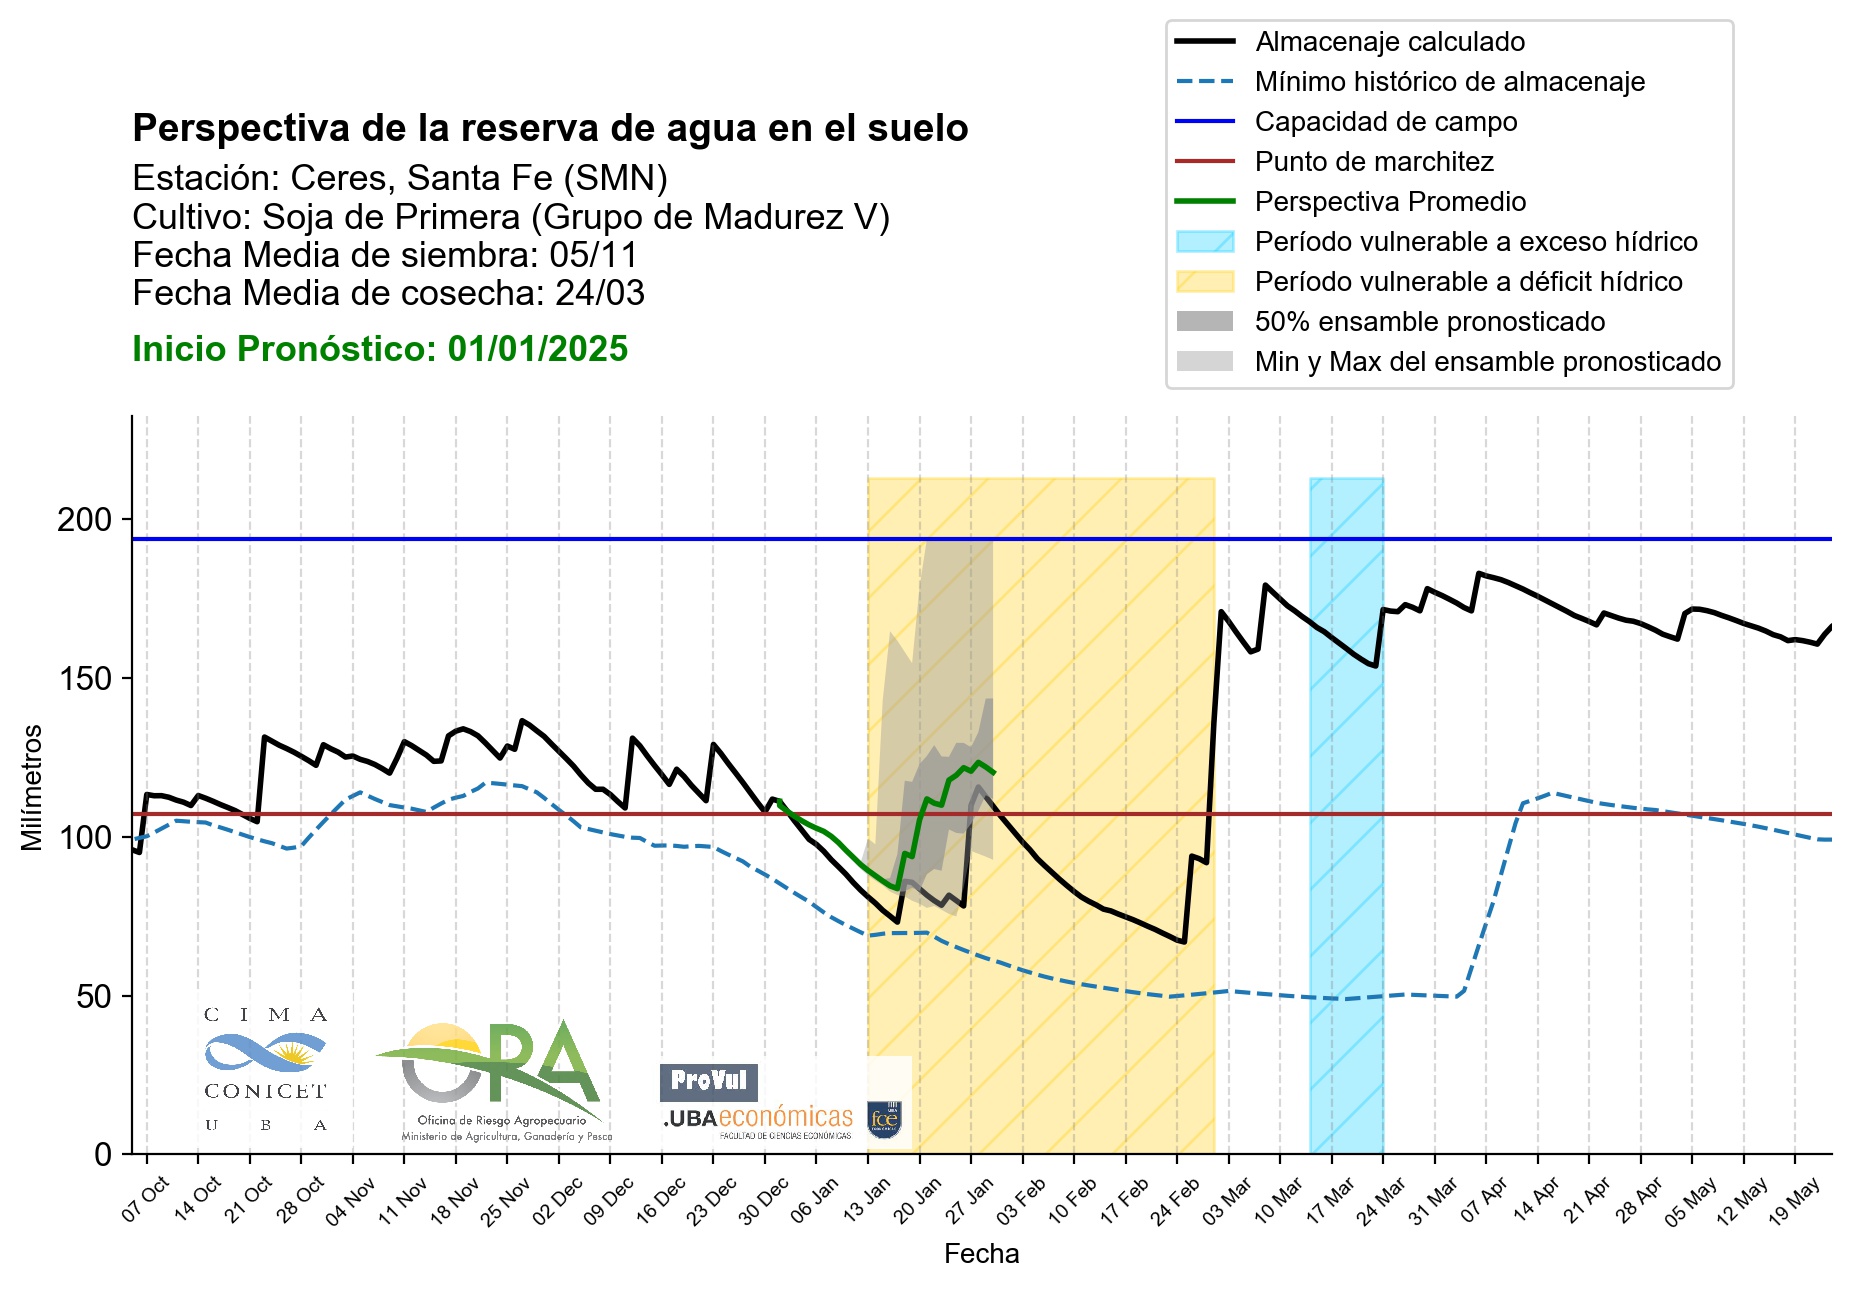 Almacenaje calculado
Mínimo histórico de almacenaje
Capacidad de campo
Punto de marchitez
Perspectiva Promedio
Período vulnerable a exceso hídrico
Período vulnerable a déficit hídrico
50% ensamble pronosticado
Min y Max del ensamble pronosticado
Perspectiva de la reserva de agua en el suelo
Estación: Ceres, Santa Fe (SMN)
Cultivo: Soja de Primera (Grupo de Madurez V)
Fecha Media de siembra: 05/11
Fecha Media de cosecha: 24/03
Inicio Pronóstico: 01/01/2025
Milímetros
200
150
100
50
0
CIMA
CONICET
UBA
ORA
Oficina de Riesgo Agropecuario
Ministerio de Agricultura, Ganadería y Pesca
ProVul
.UBAeconómicas
FACULTAD DE CIENCIAS ECONÓMICAS
UBA
fce
07 Oct
14 Oct
21 Oct
28 Oct
04 Nov
11 Nov
18 Nov
25 Nov
02 Dec
09 Dec
16 Dec
23 Dec
30 Dec
06 Jan
13 Jan
20 Jan
27 Jan
03 Feb
10 Feb
17 Feb
24 Feb
03 Mar
10 Mar
17 Mar
24 Mar
31 Mar
07 Apr
14 Apr
21 Apr
28 Apr
05 May
12 May
19 May
Fecha